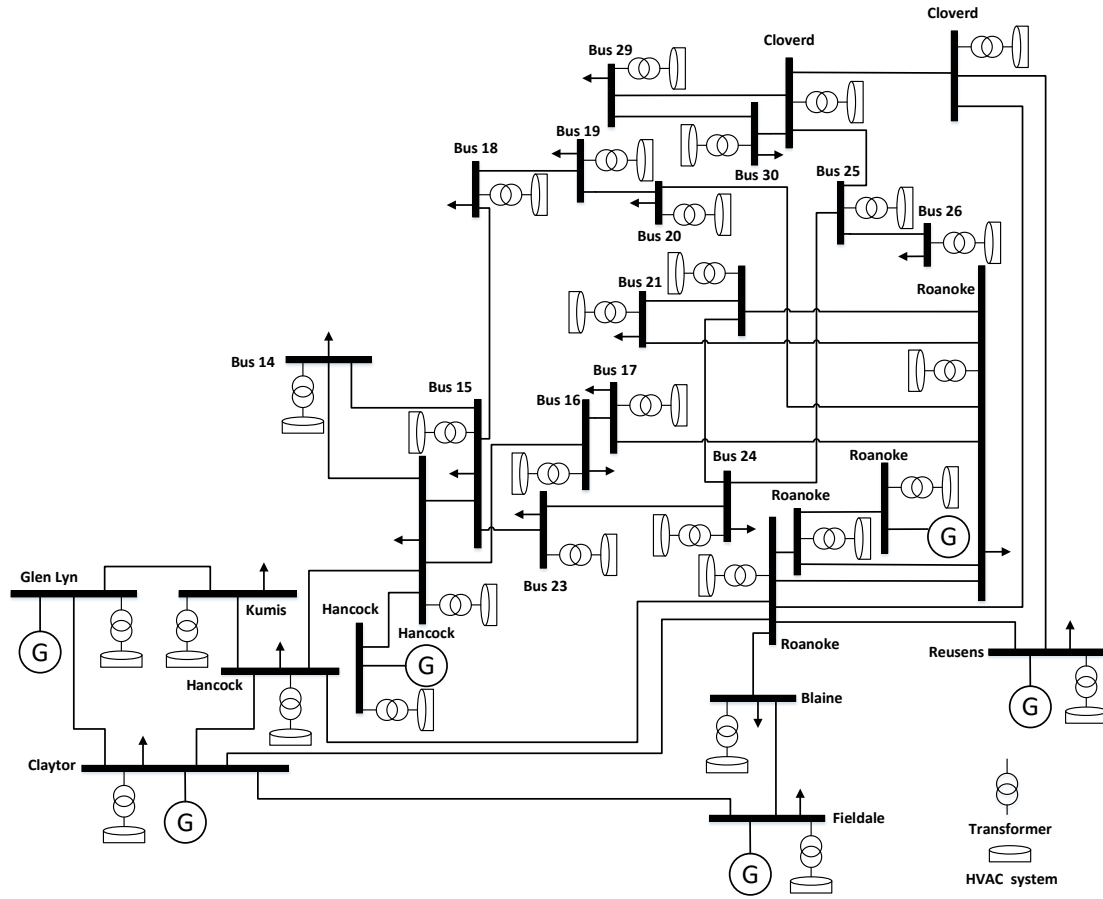 Cloverd
Cloverd
Bus 29
Bus 19
Bus 18
Bus 30
Bus 25
Bus 26
Bus 20
Roanoke
Bus 21
Bus 14
Bus 17
Bus 15
Bus 16
Bus 24
Roanoke
Roanoke
G
Bus 23
Glen Lyn
Kumis
Hancock
Hancock
Roanoke
G
G
Reusens
Hancock
Blaine
G
Claytor
G
Fieldale
G
Transformer
HVAC system